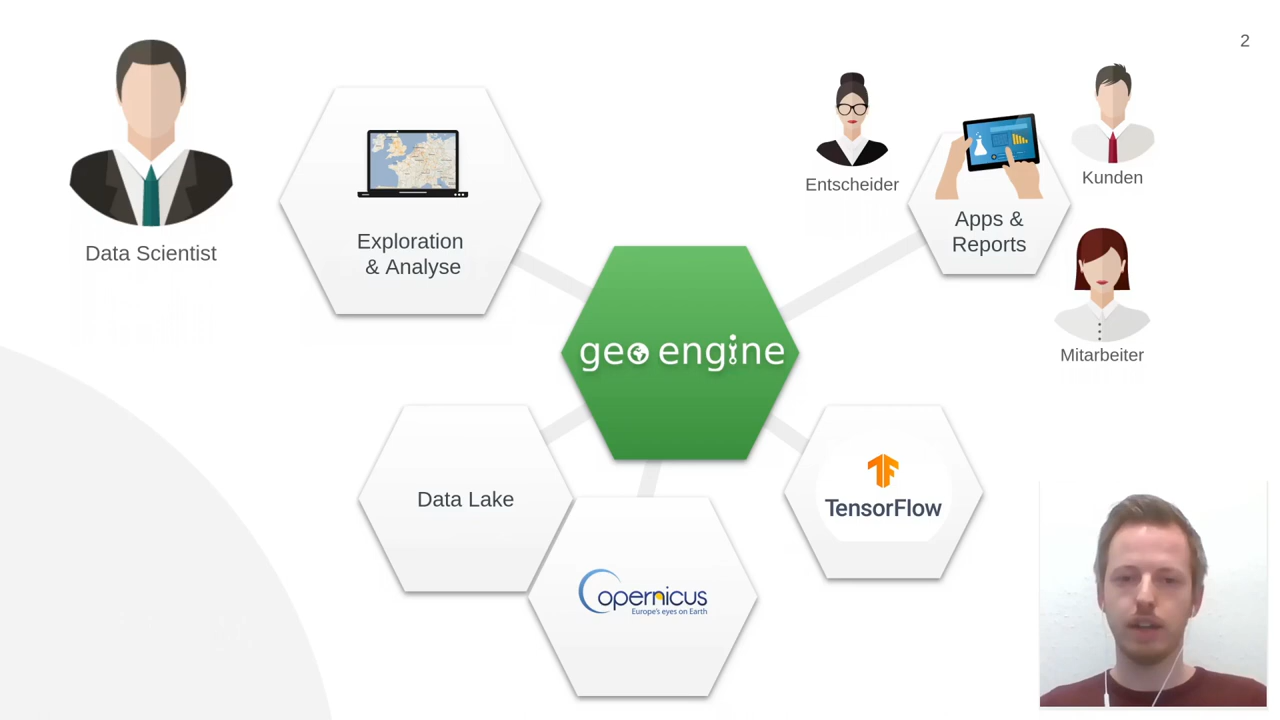 2
Data Scientist
Exploration
& Analyse
Entscheider
Kunden
Apps &
Reports
Mitarbeiter
geo engine
Data Lake
TensorFlow
Copernicus
Europe's eyes on Earth